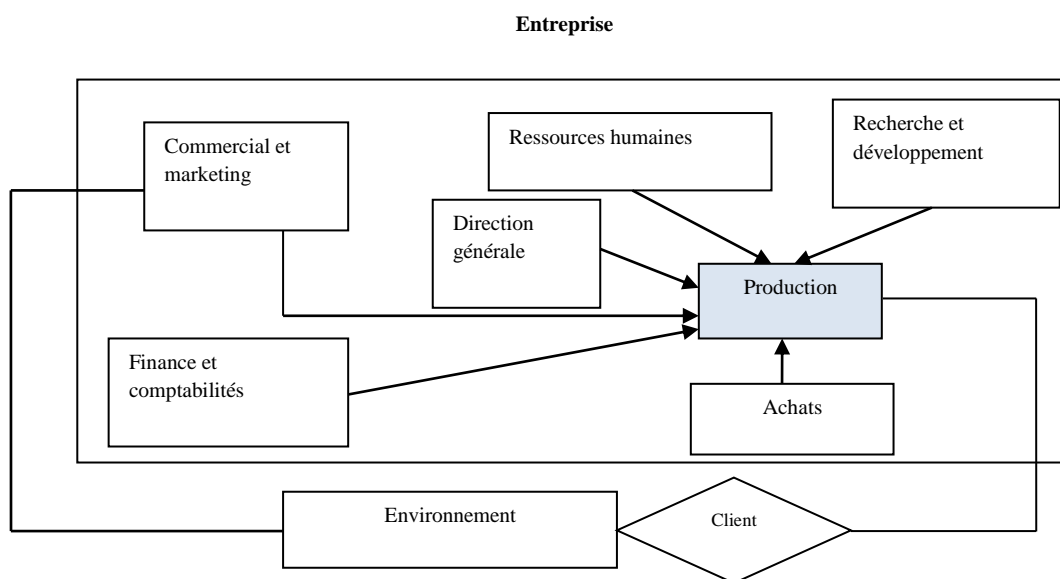 Entreprise
Commercial et
marketing
Ressources humaines
Recherche et
développement
Direction
générale
Production
Finance et
comptabilités
Achats
Environnement
Client